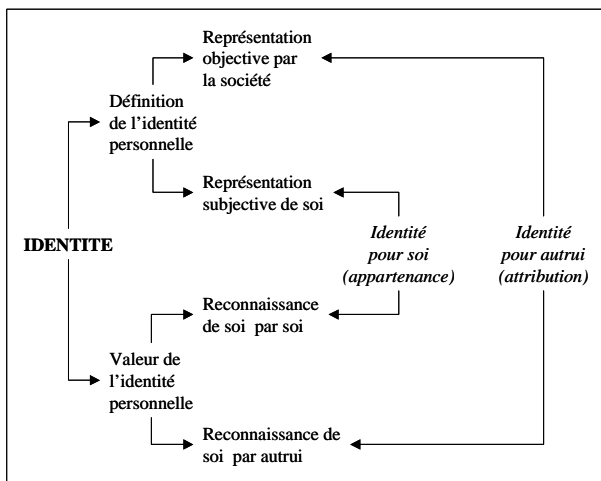 Représentation
objective par
la société
Définition
de l’identité
personnelle
Représentation
subjective de soi
IDENTITE
Identité
pour soi
(appartenance)
Identité
pour autrui
(attribution)
Reconnaissance
de soi par soi
Valeur de
l’identité
personnelle
Reconnaissance de
soi par autrui